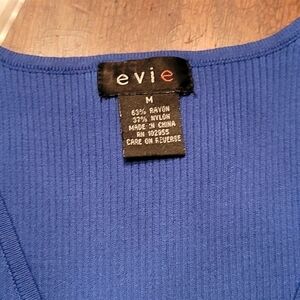 evie
M
63% RAYON
37% NYLON
MADE IN CHINA
RN 102955
CARE ON REVERSE